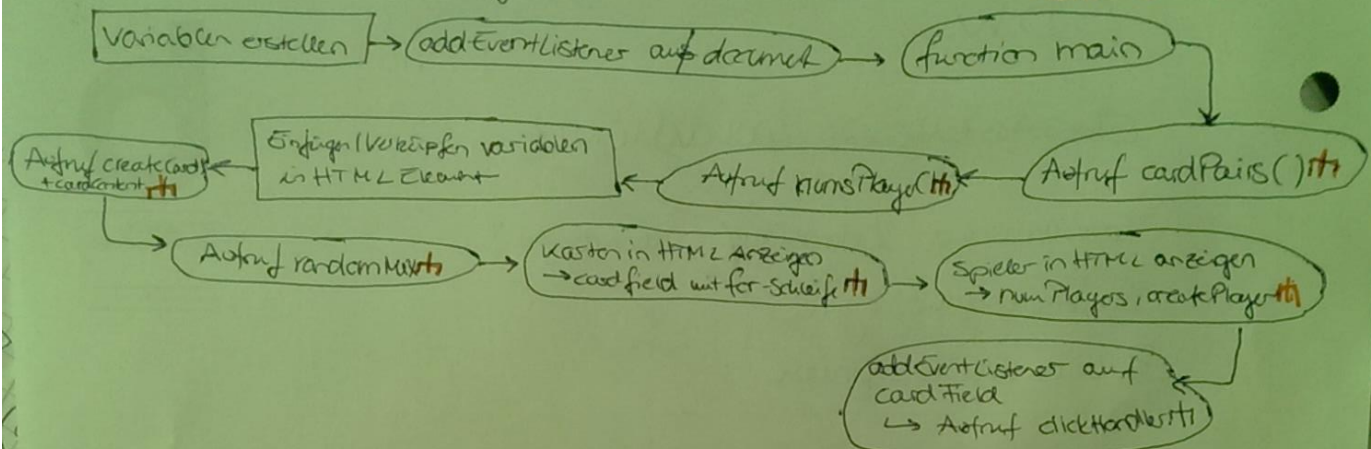 Variablen erstellen
addEventListener auf documet
function main
Aufruf cardPairs()
Aufruf numsPlayer(
Einfügen/Verknüpfen variablen
in HTML Element
Aufruf createCard
+ cardContent
Aufruf randomMix
Karten in HTML Anzeigen
→ cardfield mit for-Schleife
Spieler in HTML anzeigen
→ numPlayers, createPlayer
addEventListener auf
cardField
↳ Aufruf clickHandler